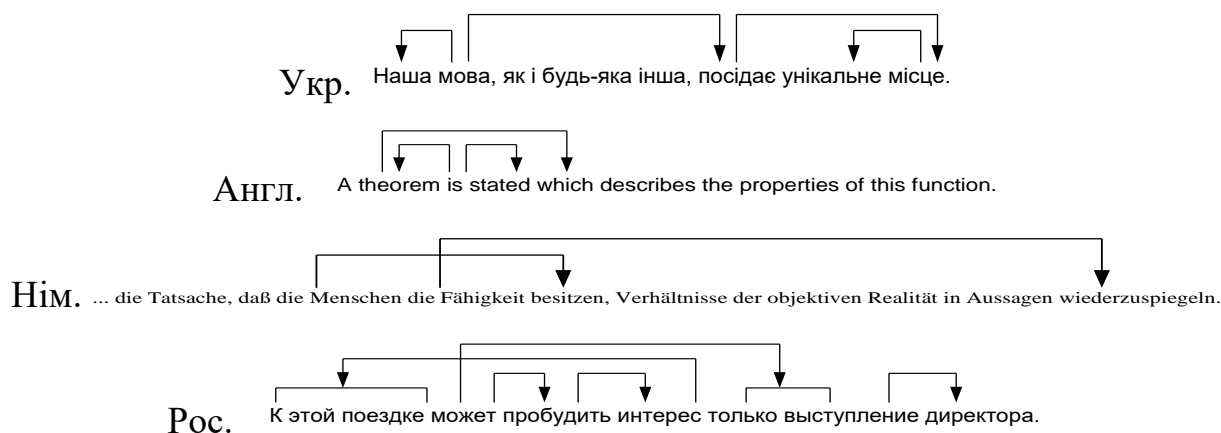 Укр. Наша мова, як і будь-яка інша, посідає унікальне місце.
Англ. A theorem is stated which describes the properties of this function.
Нім. ... die Tatsache, daß die Menschen die Fähigkeit besitzen, Verhältnisse der objektiven Realität in Aussagen wiederzuspiegeln.
Рос. К этой поездке может пробудить интерес только выступление директора.